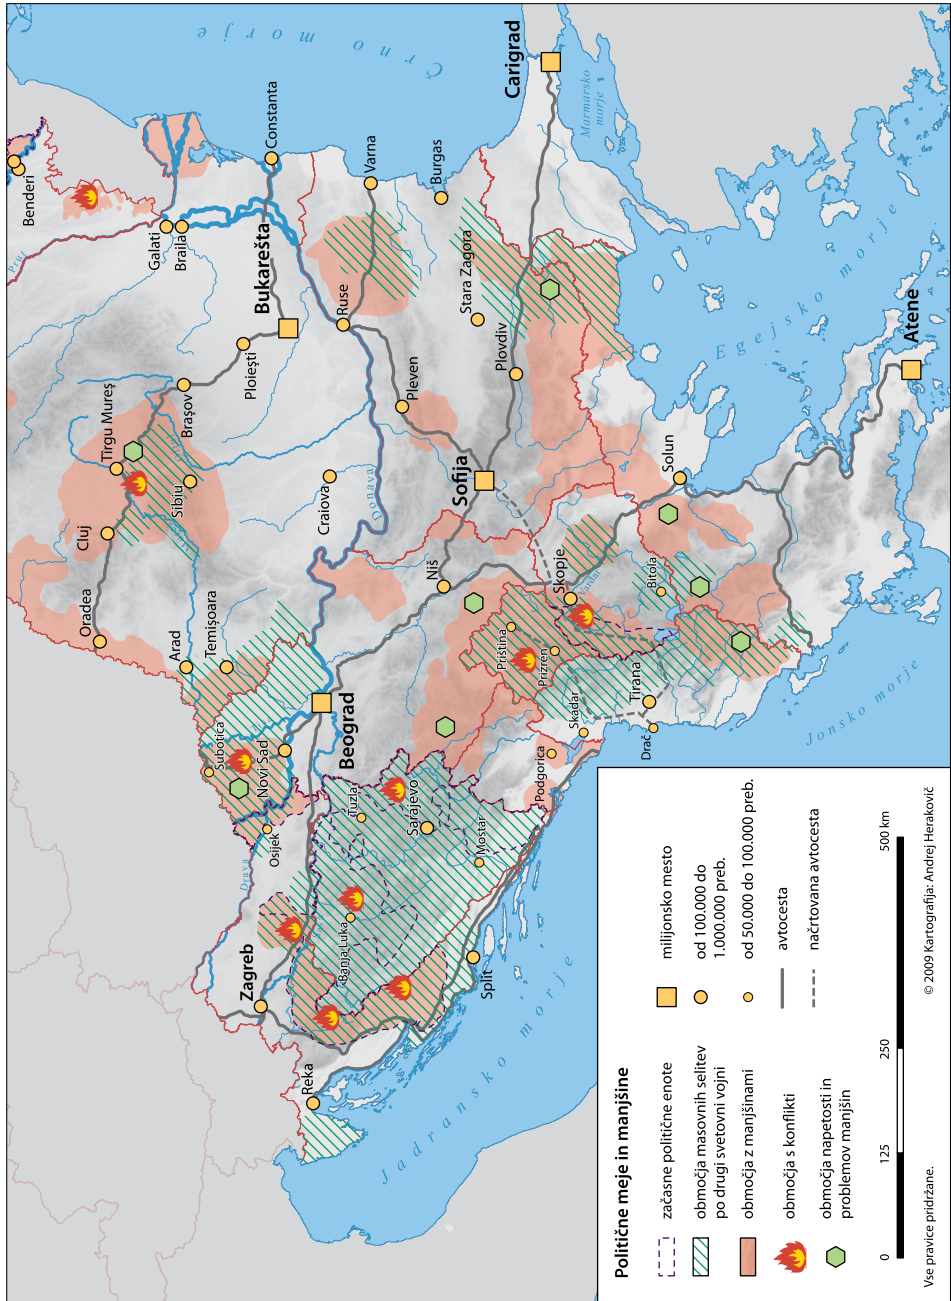 Črno morje
Carigrad
Marmarsko
morje
Constanta
Varna
Burgas
Benderi
Prut
Galati
Braila
Bukarešta
Ruse
Stara Zagora
Plovdiv
Egejsko morje
Atene
Ploiești
Brașov
Tirgu Mureș
Pleven
Sibiu
Cluj
Craiova
Donava
Sofija
Solun
Oradea
Niš
Skopje
Vardar
Bitola
Arad
Temișoara
Priština
Prizren
Tirana
Skadar
Drač
Jonsko morje
Beograd
Subotica
Novi Sad
Podgorica
Osijek
Drava
Tuzla
Sarajevo
Mostar
Zagreb
Banja Luka
Split
Reka
Jadransko morje
Politične meje in manjšine
začasne politične enote
območja masovnih selitev
po drugi svetovni vojni
območja z manjšinami
območja s konflikti
območja napetosti in
problemov manjšin
milijonsko mesto
od 100.000 do
1.000.000 preb.
od 50.000 do 100.000 preb.
avtocesta
načrtovana avtocesta
0 125 250 500 km
Vse pravice pridržane.
© 2009 Kartografija: Andrej Herakovič